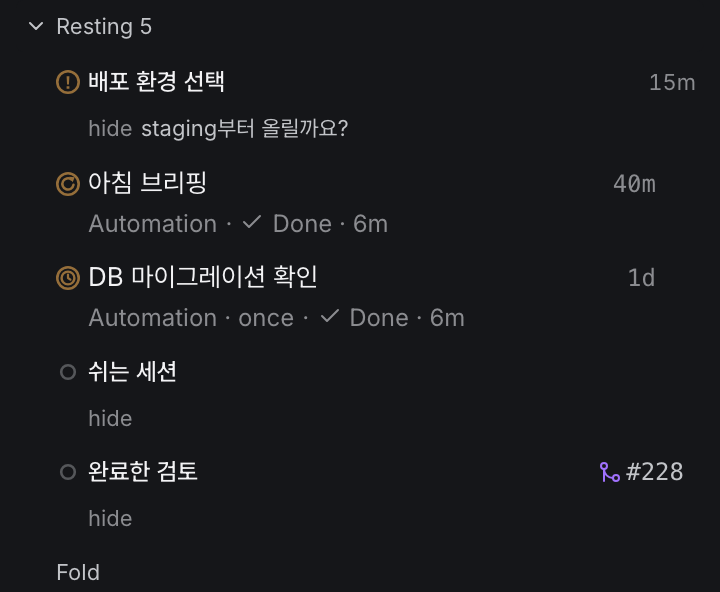 Resting 5
배포 환경 선택 15m
hide staging부터 올릴까요?
아침 브리핑 40m
Automation · ✓ Done · 6m
DB 마이그레이션 확인 1d
Automation · once · ✓ Done · 6m
쉬는 세션
hide
완료한 검토 #228
hide
Fold